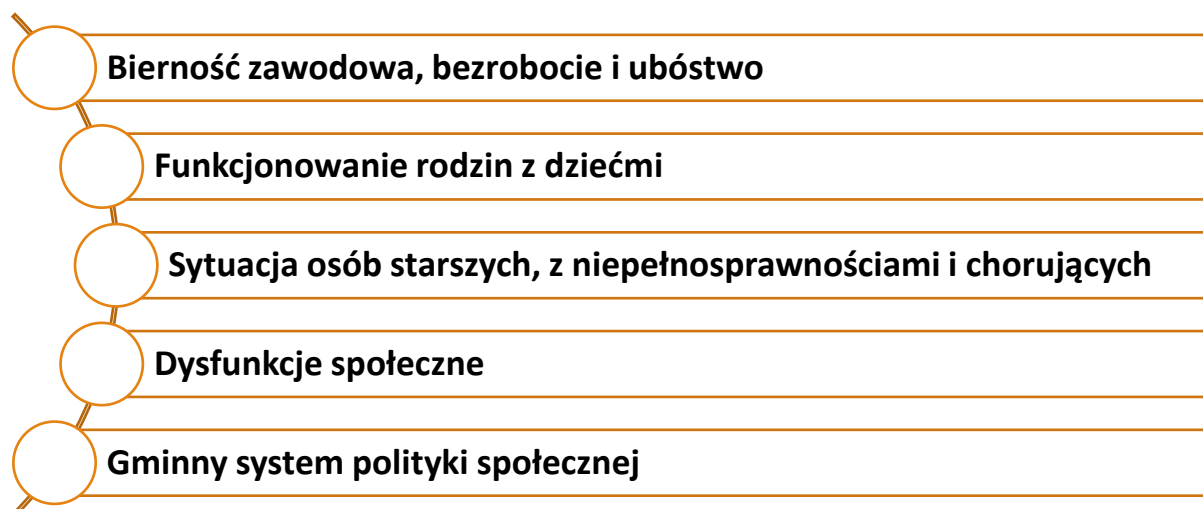 Bierność zawodowa, bezrobocie i ubóstwo
Funkcjonowanie rodzin z dziećmi
Sytuacja osób starszych, z niepełnosprawnościami i chorujących
Dysfunkcje społeczne
Gminny system polityki społecznej